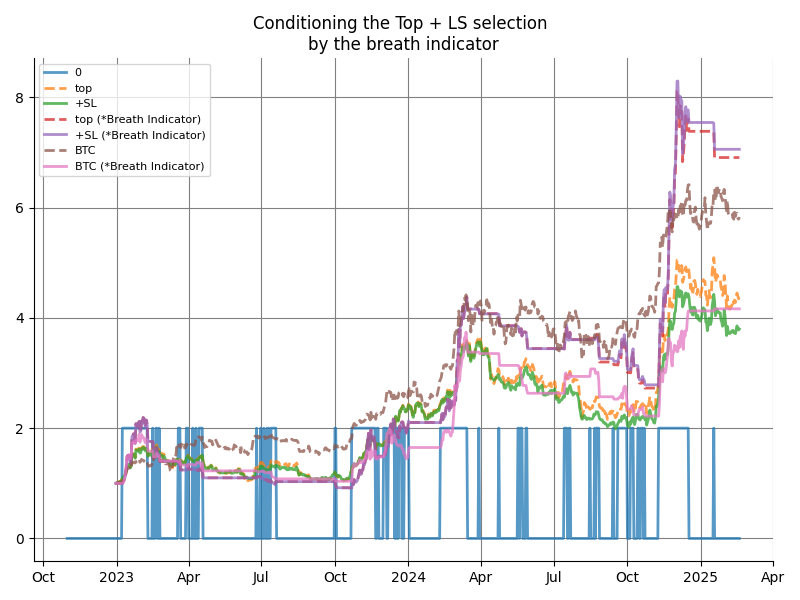 Conditioning the Top + LS selection
by the breath indicator
0
top
+SL
top (*Breath Indicator)
+SL (*Breath Indicator)
BTC
BTC (*Breath Indicator)
8
6
4
2
0
Oct 2023 Apr Jul Oct 2024 Apr Jul Oct 2025 Apr